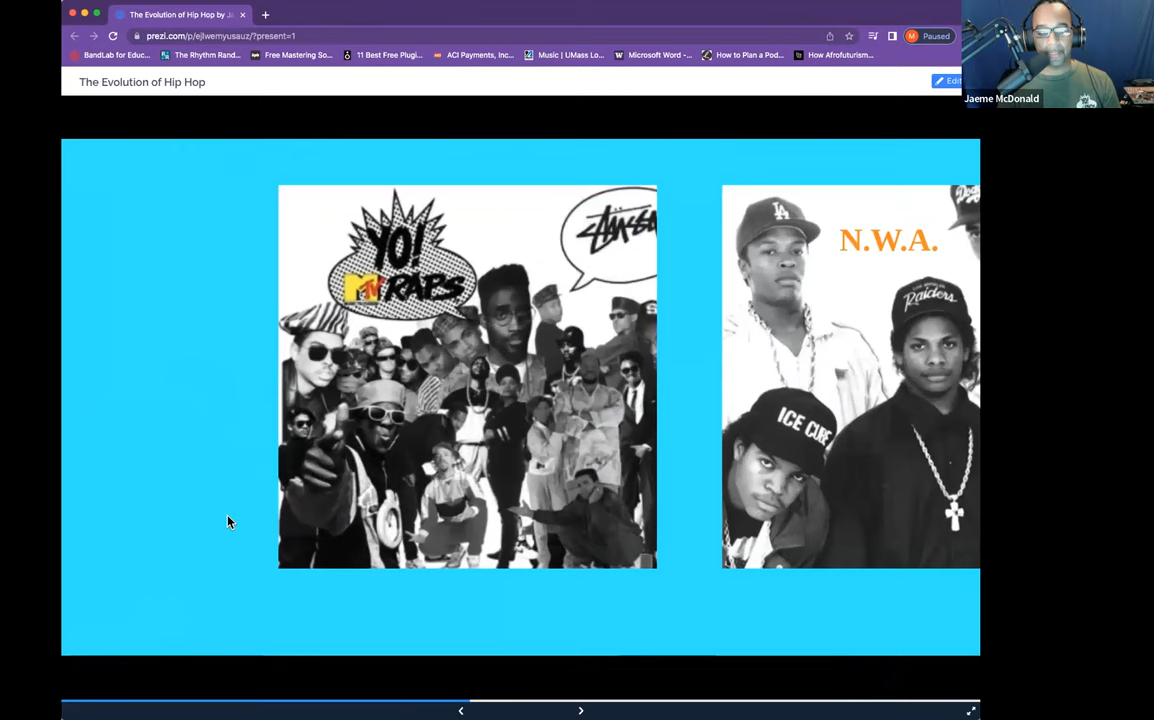 The Evolution of Hip Hop by Ja
prezi.com/p/ejlwemyusauz/?present=1
M Paused
BandLab for Educ...
The Rhythm Rand...
Free Mastering So...
11 Best Free Plugi...
ACI Payments, Inc...
Music | UMass Lo...
Microsoft Word -...
How to Plan a Pod...
How Afrofuturism...
The Evolution of Hip Hop
Edit
Jaeme McDonald
YO!
MTV RAPS
STÜSSY
LA
N.W.A.
Raiders
ICE CUBE